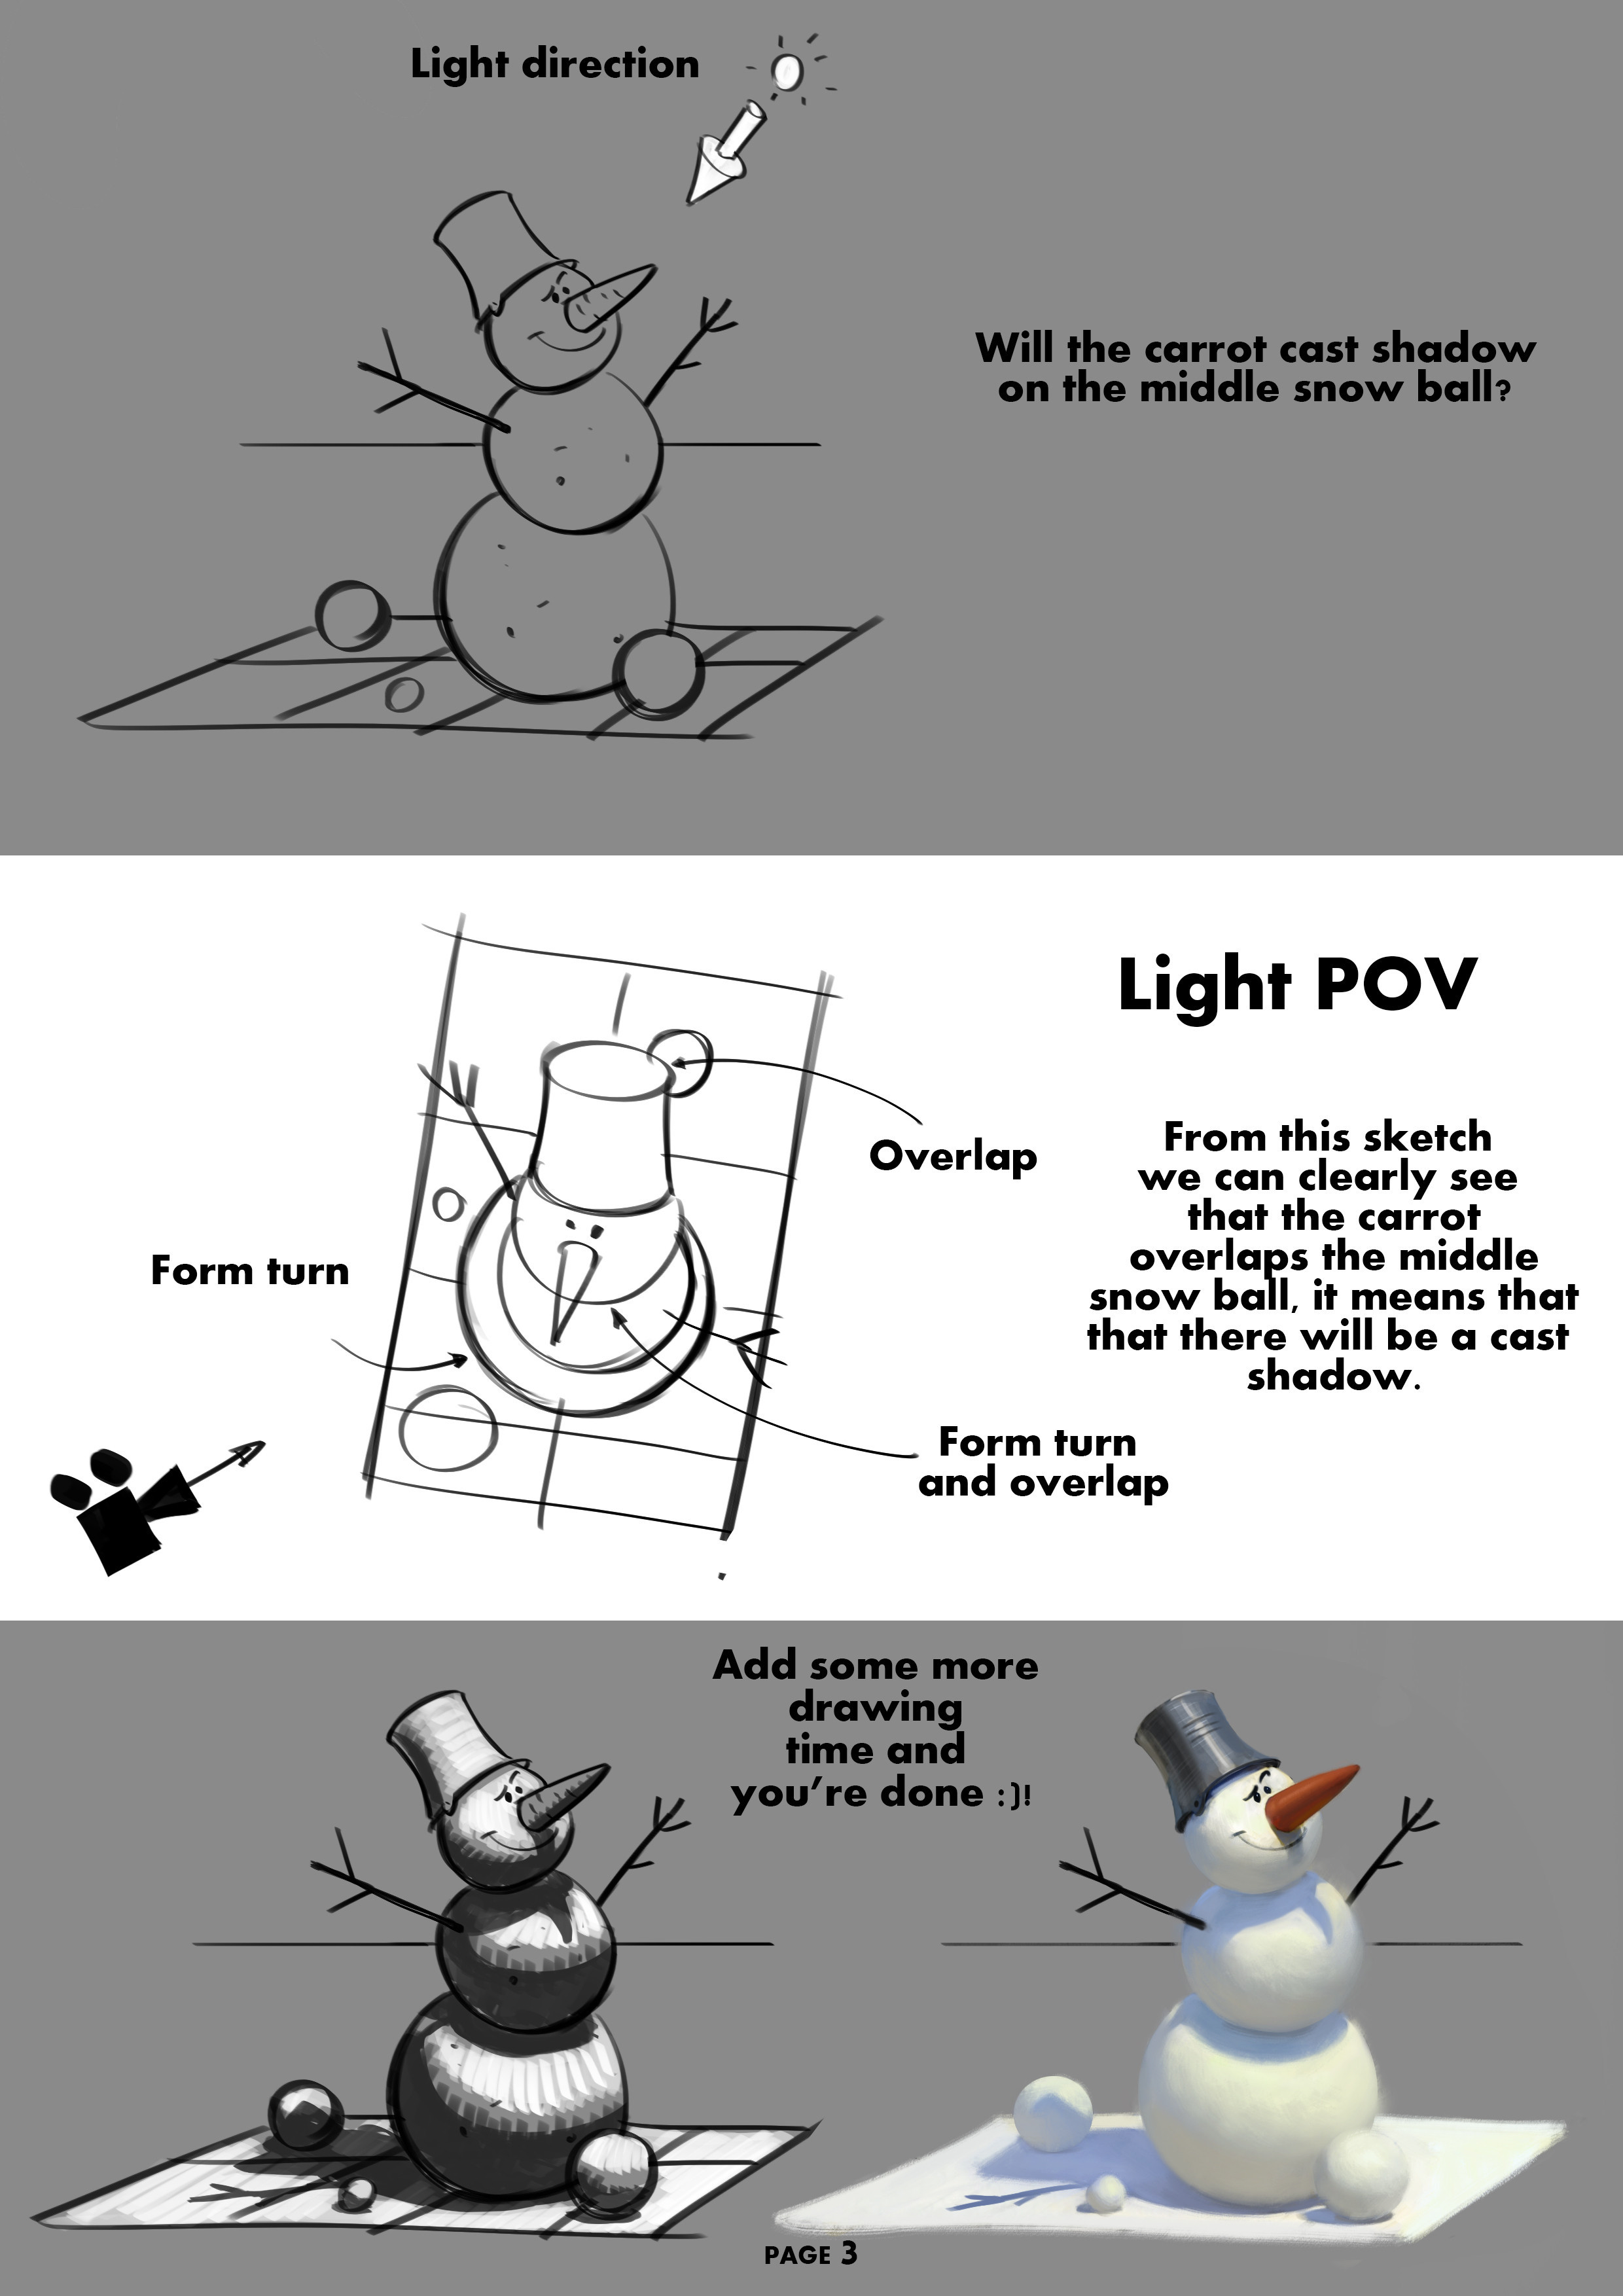 Light direction
Will the carrot cast shadow
on the middle snow ball?
Light POV
Overlap
From this sketch
we can clearly see
that the carrot
overlaps the middle
snow ball, it means that
that there will be a cast
shadow.
Form turn
Form turn
and overlap
Add some more
drawing
time and
you're done :)!
PAGE 3